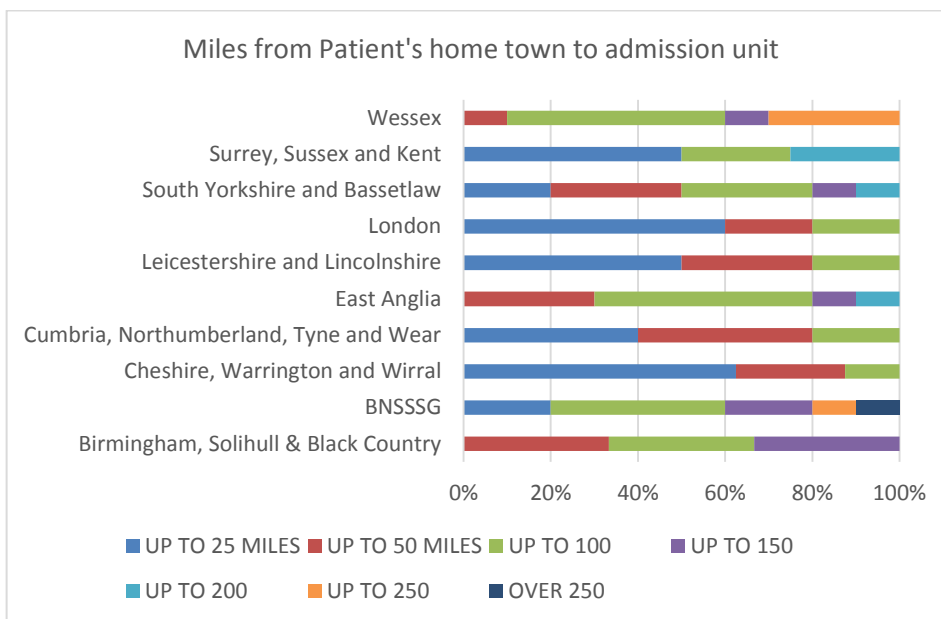 Miles from Patient's home town to admission unit
Wessex
Surrey, Sussex and Kent
South Yorkshire and Bassetlaw
London
Leicestershire and Lincolnshire
East Anglia
Cumbria, Northumberland, Tyne and Wear
Cheshire, Warrington and Wirral
BNSSSG
Birmingham, Solihull & Black Country
0% 20% 40% 60% 80% 100%
UP TO 25 MILES UP TO 50 MILES UP TO 100 UP TO 150
UP TO 200 UP TO 250 OVER 250